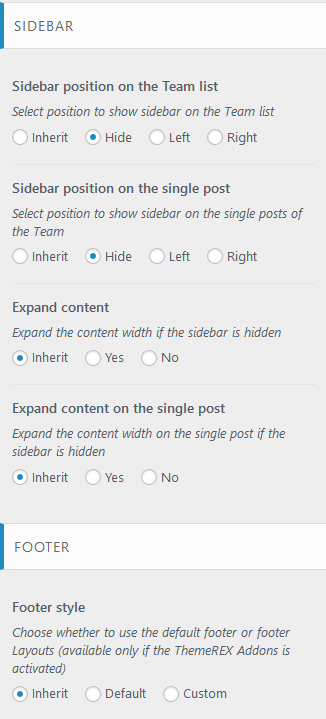 SIDEBAR
Sidebar position on the Team list
Select position to show sidebar on the Team list
Inherit Hide Left Right
Sidebar position on the single post
Select position to show sidebar on the single posts of
the Team
Inherit Hide Left Right
Expand content
Expand the content width if the sidebar is hidden
Inherit Yes No
Expand content on the single post
Expand the content width on the single post if the
sidebar is hidden
Inherit Yes No
FOOTER
Footer style
Choose whether to use the default footer or footer
Layouts (available only if the ThemeREX Addons is
activated)
Inherit Default Custom